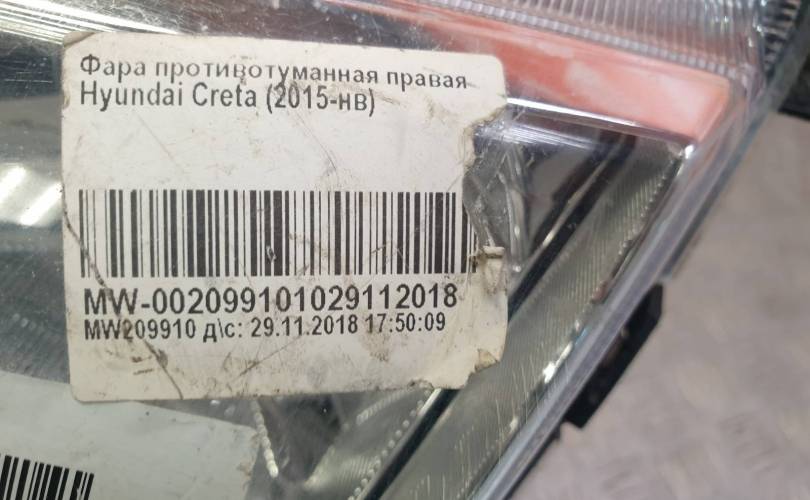 Фара противотуманная правая
Hyundai Creta (2015-нв)
MW-002099101029112018
MW209910 д\с: 29.11.2018 17:50:09